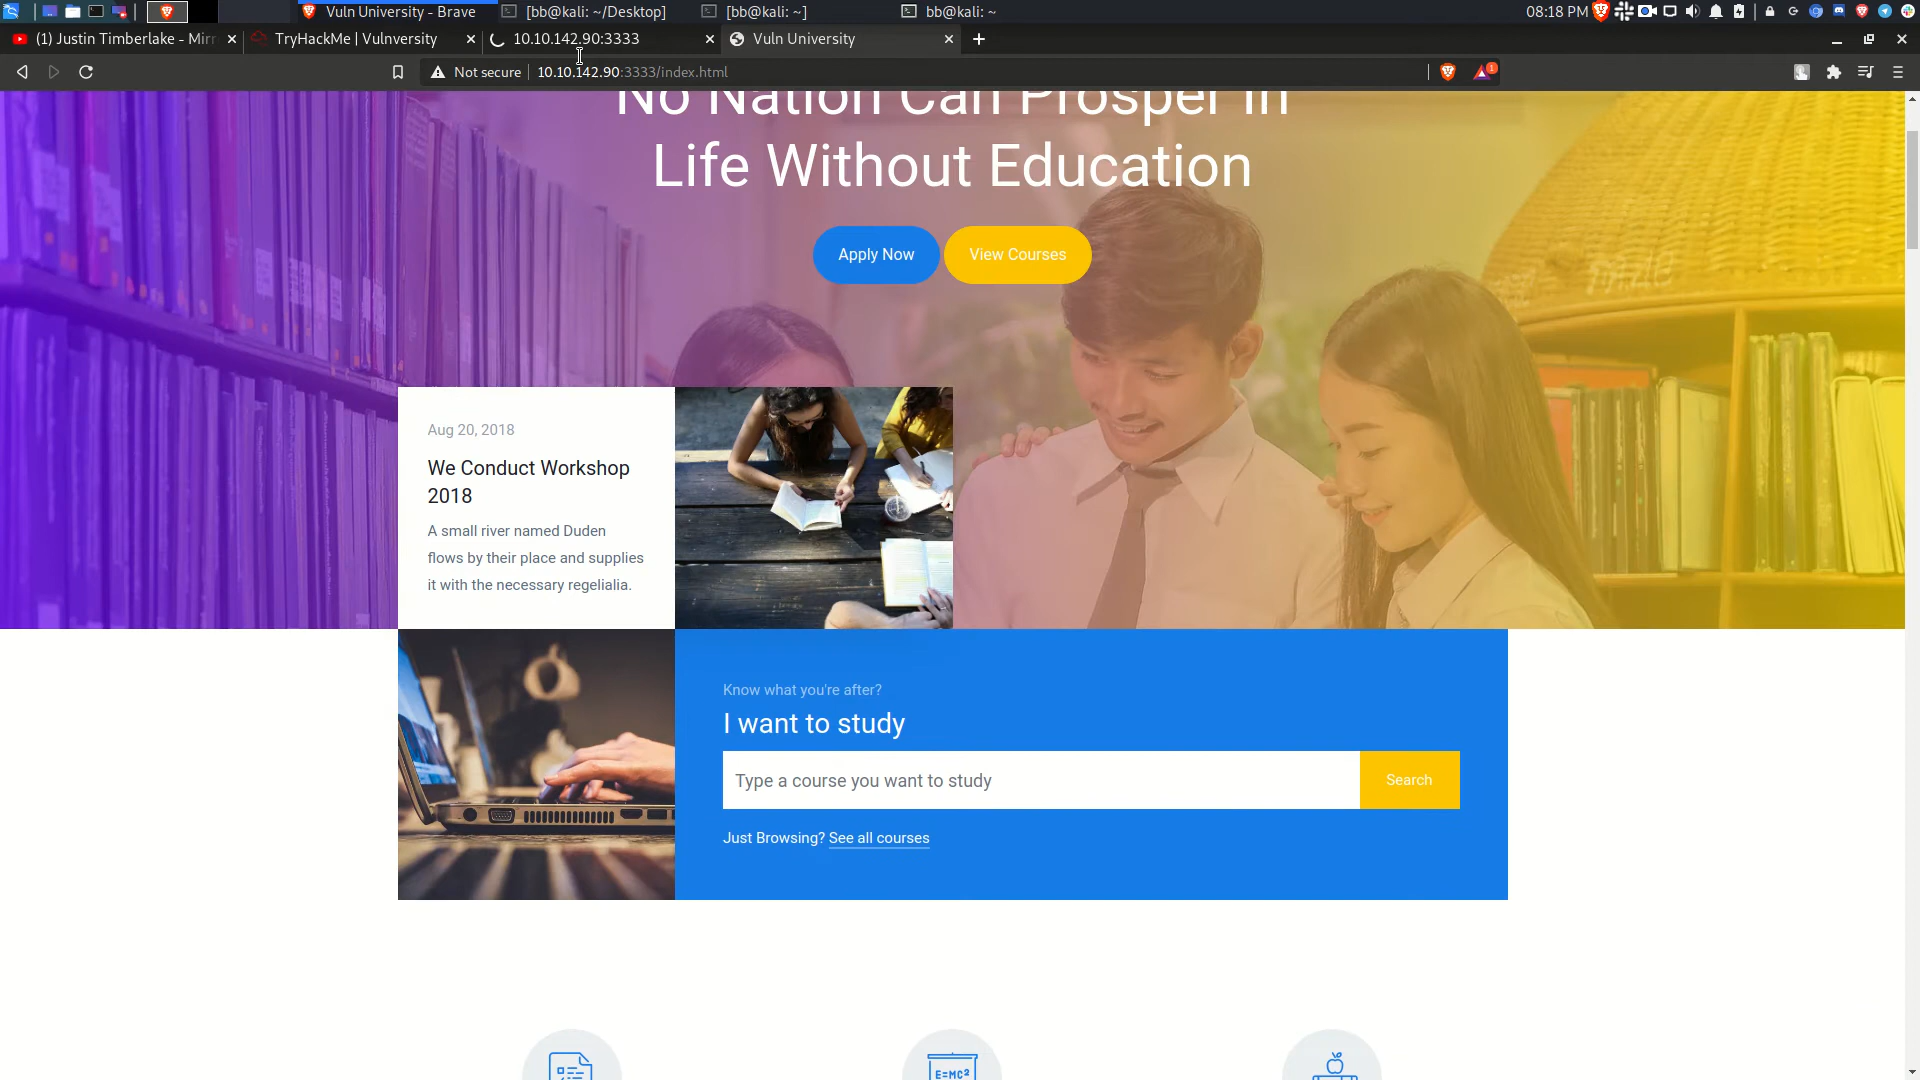 Vuln University - Brave
[bb@kali: ~/Desktop]
[bb@kali: ~]
bb@kali: ~
08:18 PM
(1) Justin Timberlake - Mirr
TryHackMe | Vulnversity
10.10.142.90:3333
Vuln University
Not secure
10.10.142.90:3333/index.html
1
No Nation Can Prosper in
Life Without Education
Apply Now
View Courses
Aug 20, 2018
We Conduct Workshop
2018
A small river named Duden
flows by their place and supplies
it with the necessary regelialia.
Know what you're after?
I want to study
Type a course you want to study
Search
Just Browsing? See all courses
E=MC²